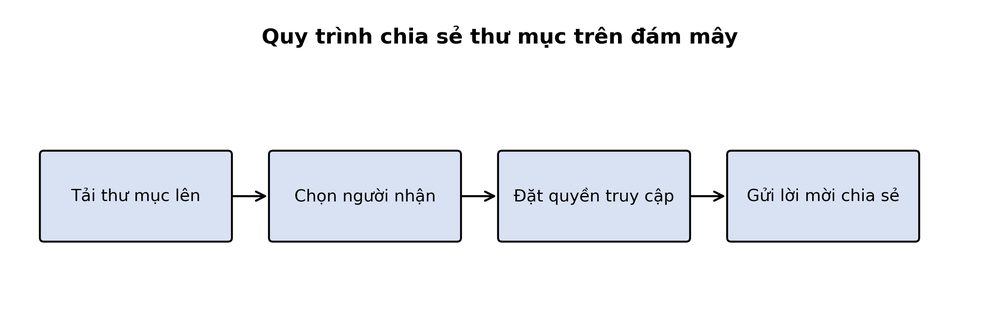 Quy trình chia sẻ thư mục trên đám mây
Tải thư mục lên
Chọn người nhận
Đặt quyền truy cập
Gửi lời mời chia sẻ